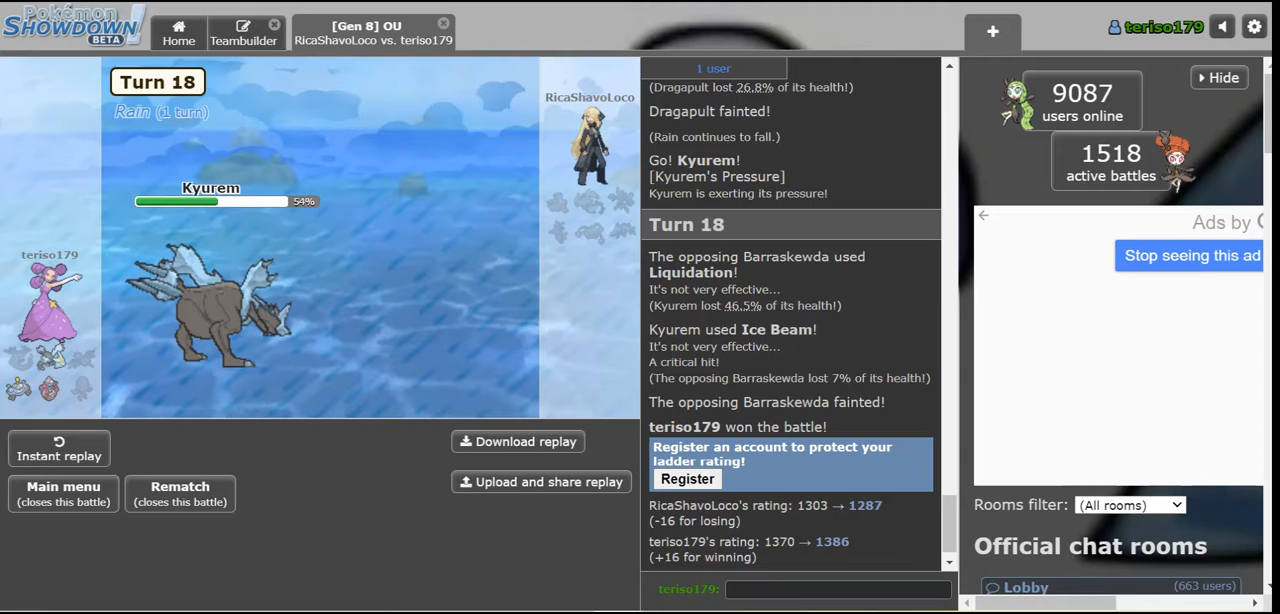 Pokémon
SHOWDOWN!
BETA
Home
Teambuilder
[Gen 8] OU
RicaShavoLoco vs. teriso179
+
teriso179
Turn 18
Rain (1 turn)
RicaShavoLoco
Kyurem
54%
teriso179
Instant replay
Main menu
(closes this battle)
Rematch
(closes this battle)
Download replay
Upload and share replay
1 user
(Dragapult lost 26.8% of its health!)
Dragapult fainted!
(Rain continues to fall.)
Go! Kyurem!
[Kyurem's Pressure]
Kyurem is exerting its pressure!
Turn 18
The opposing Barraskewda used
Liquidation!
It's not very effective...
(Kyurem lost 46.5% of its health!)
Kyurem used Ice Beam!
It's not very effective...
A critical hit!
(The opposing Barraskewda lost 7% of its health!)
The opposing Barraskewda fainted!
teriso179 won the battle!
Register an account to protect your
ladder rating!
Register
RicaShavoLoco's rating: 1303 → 1287
(-16 for losing)
teriso179's rating: 1370 → 1386
(+16 for winning)
teriso179:
9087
users online
Hide
1518
active battles
Ads by
Stop seeing this ad
Rooms filter: (All rooms)
Official chat rooms
Lobby (663 users)